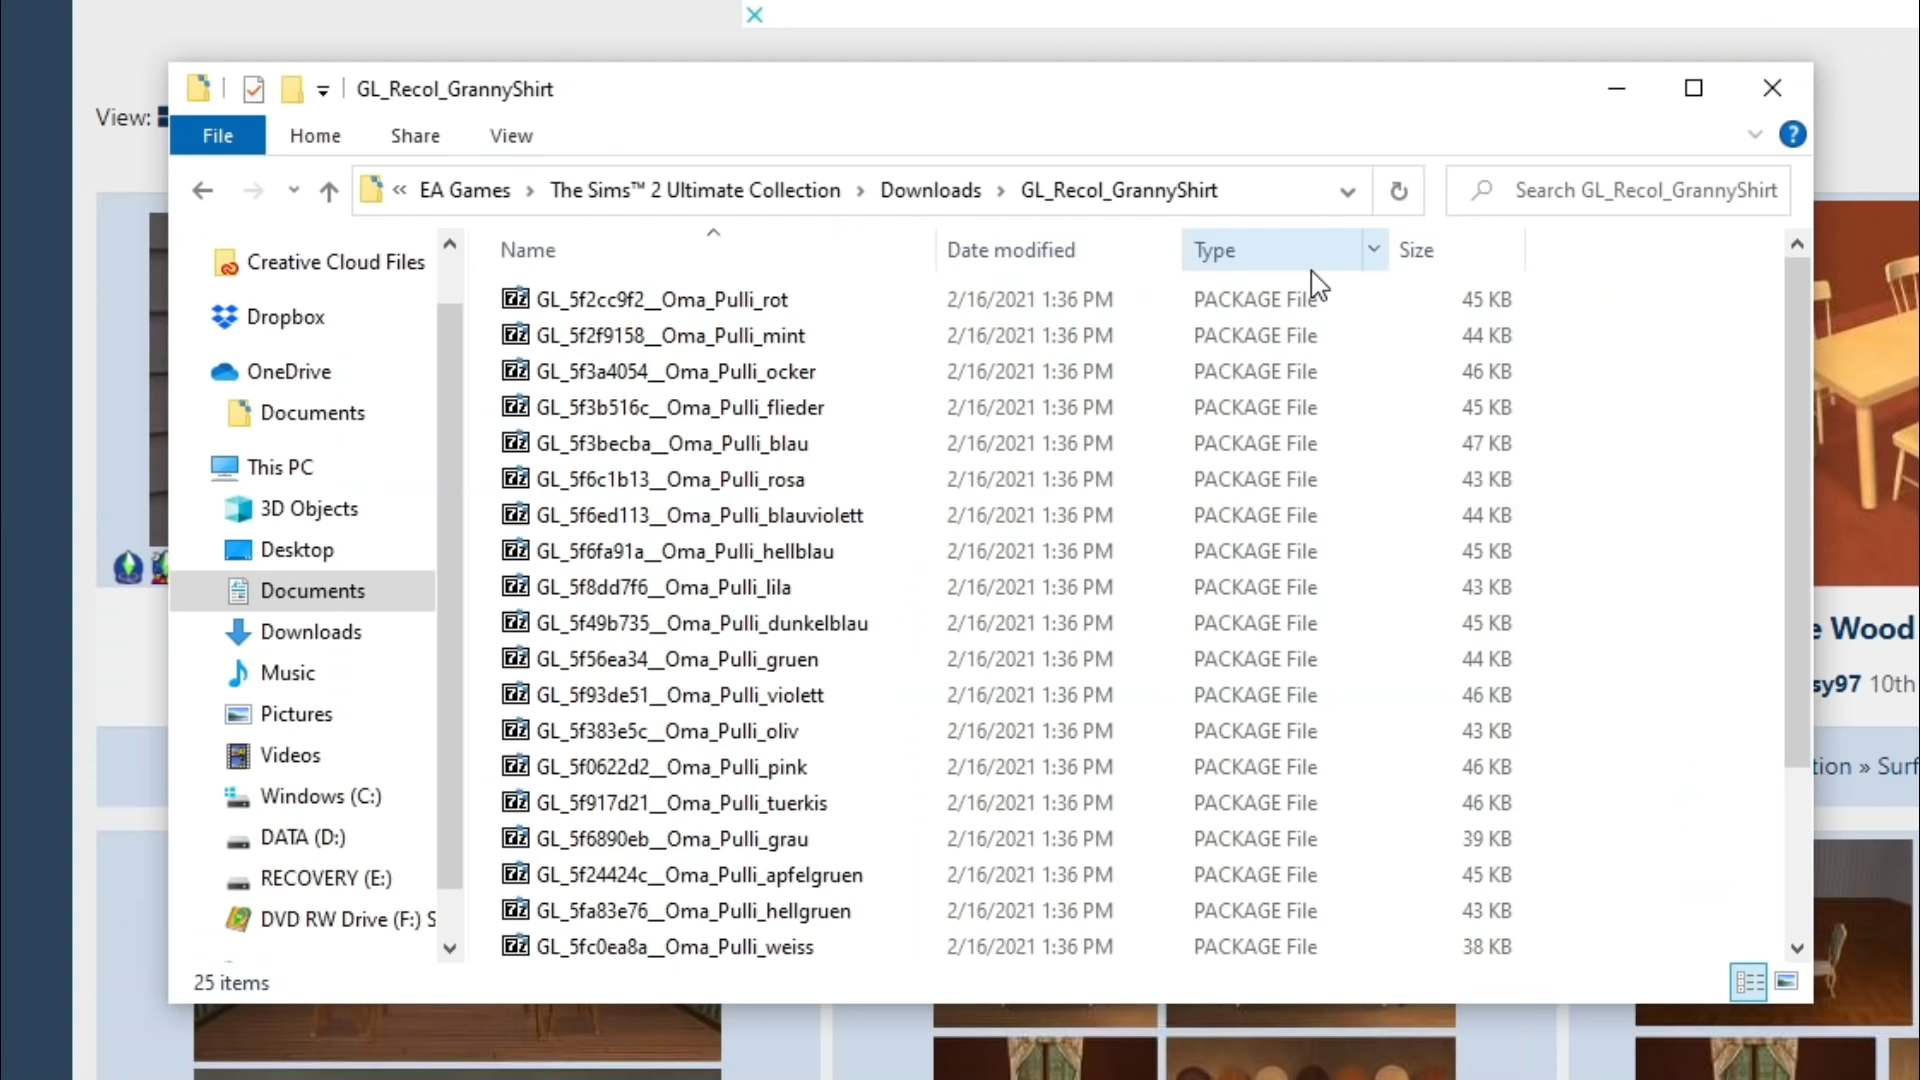 View:
GL_Recol_GrannyShirt
File Home Share View
« EA Games > The Sims™ 2 Ultimate Collection > Downloads > GL_Recol_GrannyShirt
Search GL_Recol_GrannyShirt
Creative Cloud Files
Dropbox
OneDrive
Documents
This PC
3D Objects
Desktop
Documents
Downloads
Music
Pictures
Videos
Windows (C:)
DATA (D:)
RECOVERY (E:)
DVD RW Drive (F:) S
Name Date modified Type Size
GL_5f2cc9f2__Oma_Pulli_rot 2/16/2021 1:36 PM PACKAGE File 45 KB
GL_5f2f9158__Oma_Pulli_mint 2/16/2021 1:36 PM PACKAGE File 44 KB
GL_5f3a4054__Oma_Pulli_ocker 2/16/2021 1:36 PM PACKAGE File 46 KB
GL_5f3b516c__Oma_Pulli_flieder 2/16/2021 1:36 PM PACKAGE File 45 KB
GL_5f3becba__Oma_Pulli_blau 2/16/2021 1:36 PM PACKAGE File 47 KB
GL_5f6c1b13__Oma_Pulli_rosa 2/16/2021 1:36 PM PACKAGE File 43 KB
GL_5f6ed113__Oma_Pulli_blauviolett 2/16/2021 1:36 PM PACKAGE File 44 KB
GL_5f6fa91a__Oma_Pulli_hellblau 2/16/2021 1:36 PM PACKAGE File 45 KB
GL_5f8dd7f6__Oma_Pulli_lila 2/16/2021 1:36 PM PACKAGE File 43 KB
GL_5f49b735__Oma_Pulli_dunkelblau 2/16/2021 1:36 PM PACKAGE File 45 KB
GL_5f56ea34__Oma_Pulli_gruen 2/16/2021 1:36 PM PACKAGE File 44 KB
GL_5f93de51__Oma_Pulli_violett 2/16/2021 1:36 PM PACKAGE File 46 KB
GL_5f383e5c__Oma_Pulli_oliv 2/16/2021 1:36 PM PACKAGE File 43 KB
GL_5f0622d2__Oma_Pulli_pink 2/16/2021 1:36 PM PACKAGE File 46 KB
GL_5f917d21__Oma_Pulli_tuerkis 2/16/2021 1:36 PM PACKAGE File 46 KB
GL_5f6890eb__Oma_Pulli_grau 2/16/2021 1:36 PM PACKAGE File 39 KB
GL_5f24424c__Oma_Pulli_apfelgruen 2/16/2021 1:36 PM PACKAGE File 45 KB
GL_5fa83e76__Oma_Pulli_hellgruen 2/16/2021 1:36 PM PACKAGE File 43 KB
GL_5fc0ea8a__Oma_Pulli_weiss 2/16/2021 1:36 PM PACKAGE File 38 KB
25 items
e Wood
sy97 10th
tion » Surf